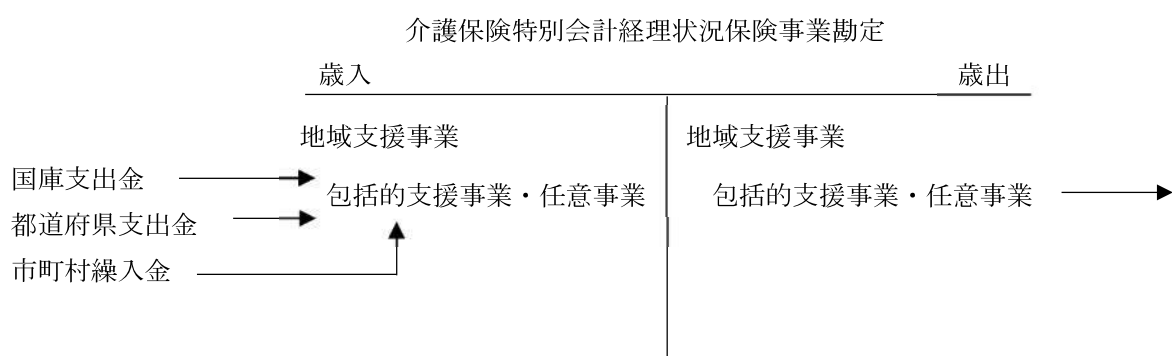 介護保険特別会計経理状況保険事業勘定
歳入
歳出
地域支援事業
地域支援事業
国庫支出金
包括的支援事業・任意事業
包括的支援事業・任意事業
都道府県支出金
市町村繰入金